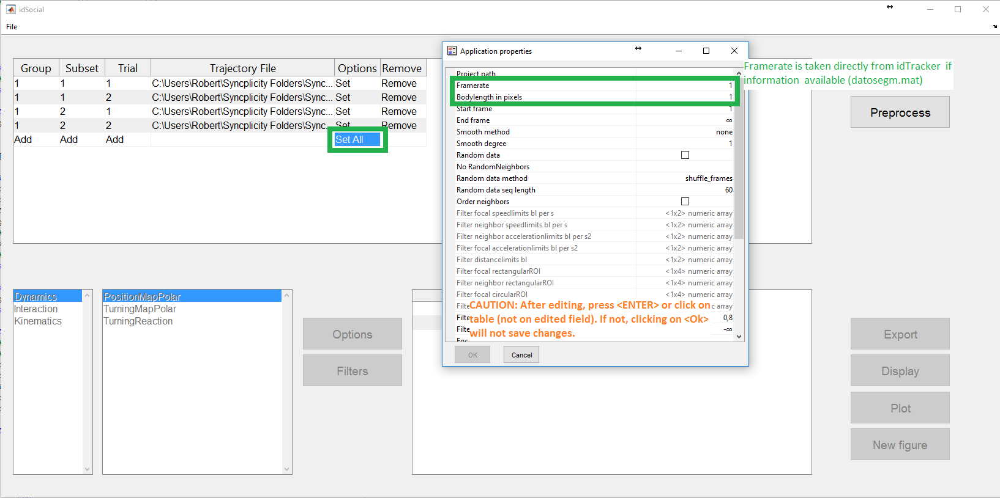 idSocial
File
Group Subset Trial Trajectory File Options Remove
1 1 1 C:\Users\Robert\Syncplicity Folders\Sync... Set Remove
1 1 2 C:\Users\Robert\Syncplicity Folders\Sync... Set Remove
1 2 1 C:\Users\Robert\Syncplicity Folders\Sync... Set Remove
1 2 2 C:\Users\Robert\Syncplicity Folders\Sync... Set Remove
Add Add Add Set All
Application properties
Project path
Framerate 1
Bodylength in pixels 1
Start frame 1
End frame ∞
Smooth method none
Smooth degree 1
Random data
No RandomNeighbors
Random data method shuffle_frames
Random data seq length 60
Order neighbors
Filter focal speedlimits bl per s <1x2> numeric array
Filter neighbor speedlimits bl per s <1x2> numeric array
Filter neighbor accelerationlimits bl per s2 <1x2> numeric array
Filter focal accelerationlimits bl per s2 <1x2> numeric array
Filter distancelimits bl <1x2> numeric array
Filter focal rectangularROI <1x4> numeric array
Filter neighbor rectangularROI <1x4> numeric array
Filter focal circularROI <1x4> numeric array
Filte c array
Filte 0,8
Filte -∞
CAUTION: After editing, press <ENTER> or click on
table (not on edited field). If not, clicking on <Ok>
will not save changes.
OK Cancel
Framerate is taken directly from idTracker if
information available (datosegm.mat)
Preprocess
Dynamics
Interaction
Kinematics
PositionMapPolar
TurningMapPolar
TurningReaction
Options
Filters
Export
Display
Plot
New figure